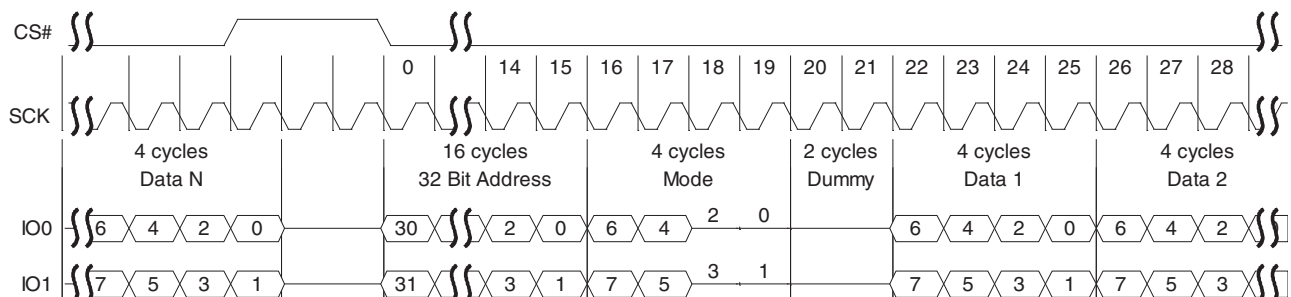 CS#
0 14 15 16 17 18 19 20 21 22 23 24 25 26 27 28
SCK
4 cycles 16 cycles 4 cycles 2 cycles 4 cycles 4 cycles
Data N 32 Bit Address Mode Dummy Data 1 Data 2
IO0 6 4 2 0 30 2 0 6 4 2 0 6 4 2 0 6 4 2
IO1 7 5 3 1 31 3 1 7 5 3 1 7 5 3 1 7 5 3